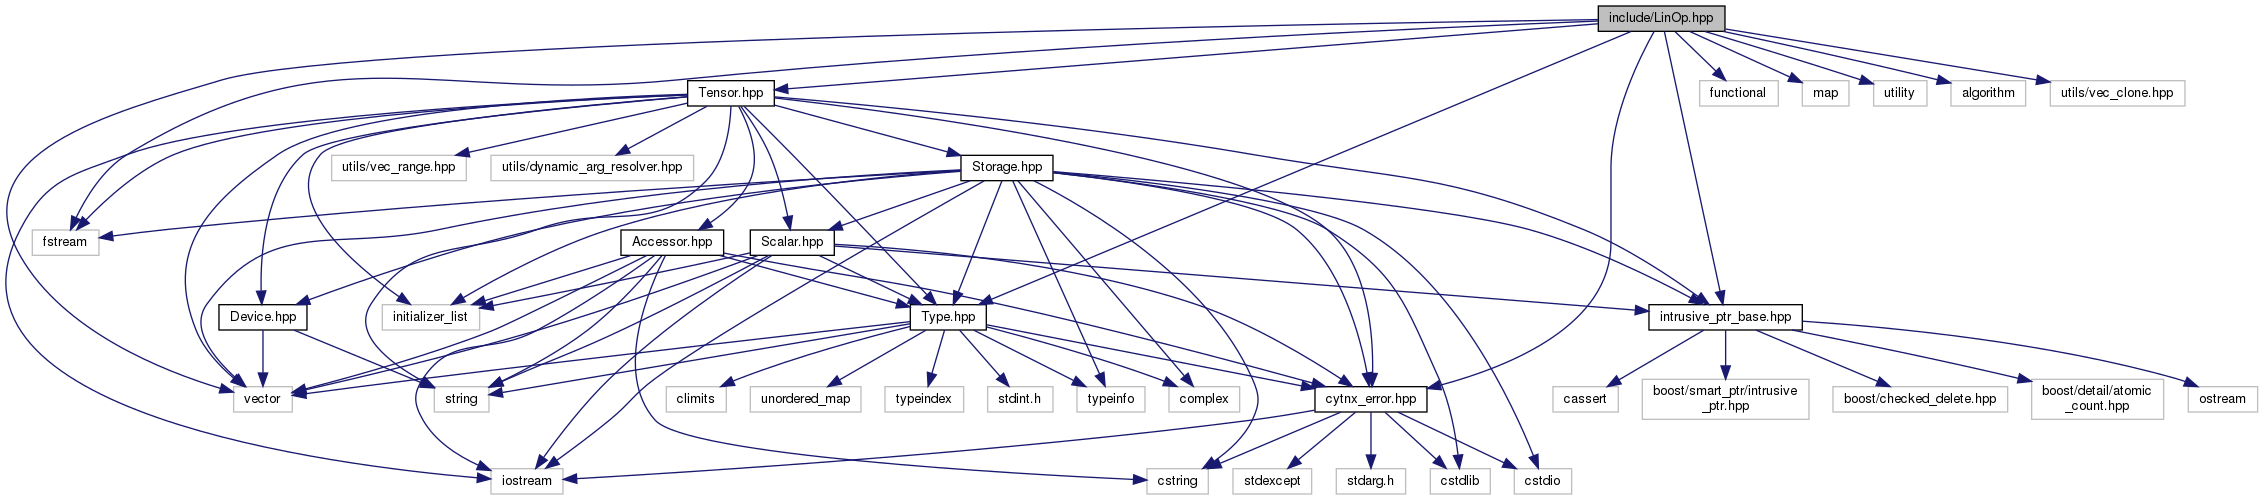 include/LinOp.hpp
Tensor.hpp
functional
map
utility
algorithm
utils/vec_clone.hpp
utils/vec_range.hpp
utils/dynamic_arg_resolver.hpp
Storage.hpp
fstream
Accessor.hpp
Scalar.hpp
Device.hpp
initializer_list
Type.hpp
intrusive_ptr_base.hpp
vector
string
climits
unordered_map
typeindex
stdint.h
typeinfo
complex
cytnx_error.hpp
cassert
boost/smart_ptr/intrusive
_ptr.hpp
boost/checked_delete.hpp
boost/detail/atomic
_count.hpp
ostream
iostream
cstring
stdexcept
stdarg.h
cstdlib
cstdio